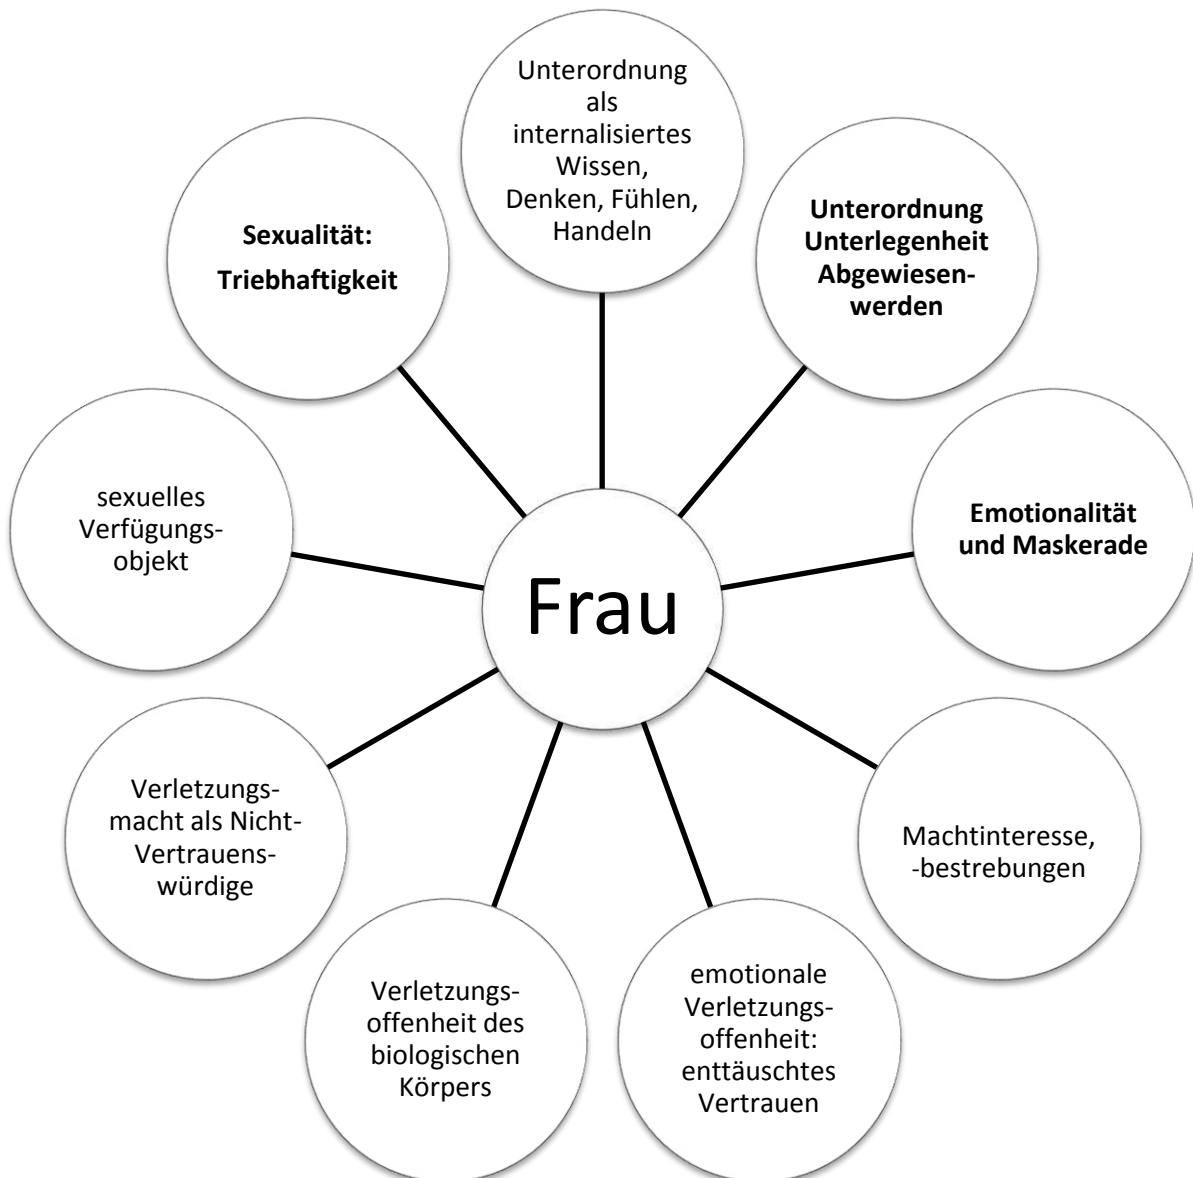 Unterordnung
als
internalisiertes
Wissen,
Denken, Fühlen,
Handeln
Unterordnung
Unterlegenheit
Abgewiesen-
werden
Emotionalität
und Maskerade
Machtinteresse,
-bestrebungen
emotionale
Verletzungs-
offenheit:
enttäuschtes
Vertrauen
Verletzungs-
offenheit des
biologischen
Körpers
Verletzungs-
macht als Nicht-
Vertrauens-
würdige
sexuelles
Verfügungs-
objekt
Sexualität:
Triebhaftigkeit
Frau